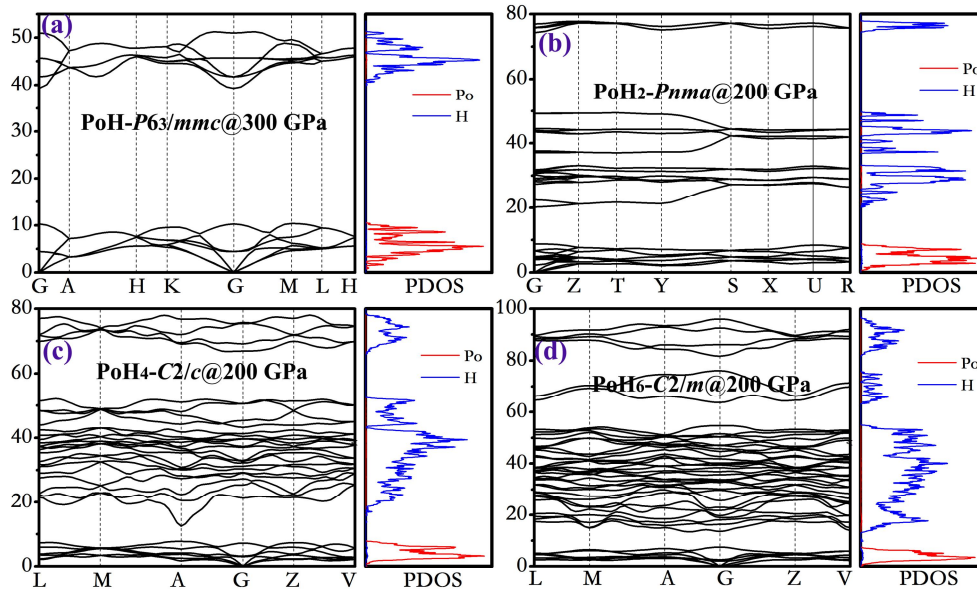 (a)
50
40
30
20
10
0
PoH-P63/mmc@300 GPa
G A H K G M L H
PDOS
Po
H
(b)
80
60
40
20
0
PoH2-Pnma@200 GPa
G Z T Y S X U R
PDOS
Po
H
(c)
80
60
40
20
0
PoH4-C2/c@200 GPa
L M A G Z V
PDOS
Po
H
(d)
100
80
60
40
20
0
PoH6-C2/m@200 GPa
L M A G Z V
PDOS
Po
H